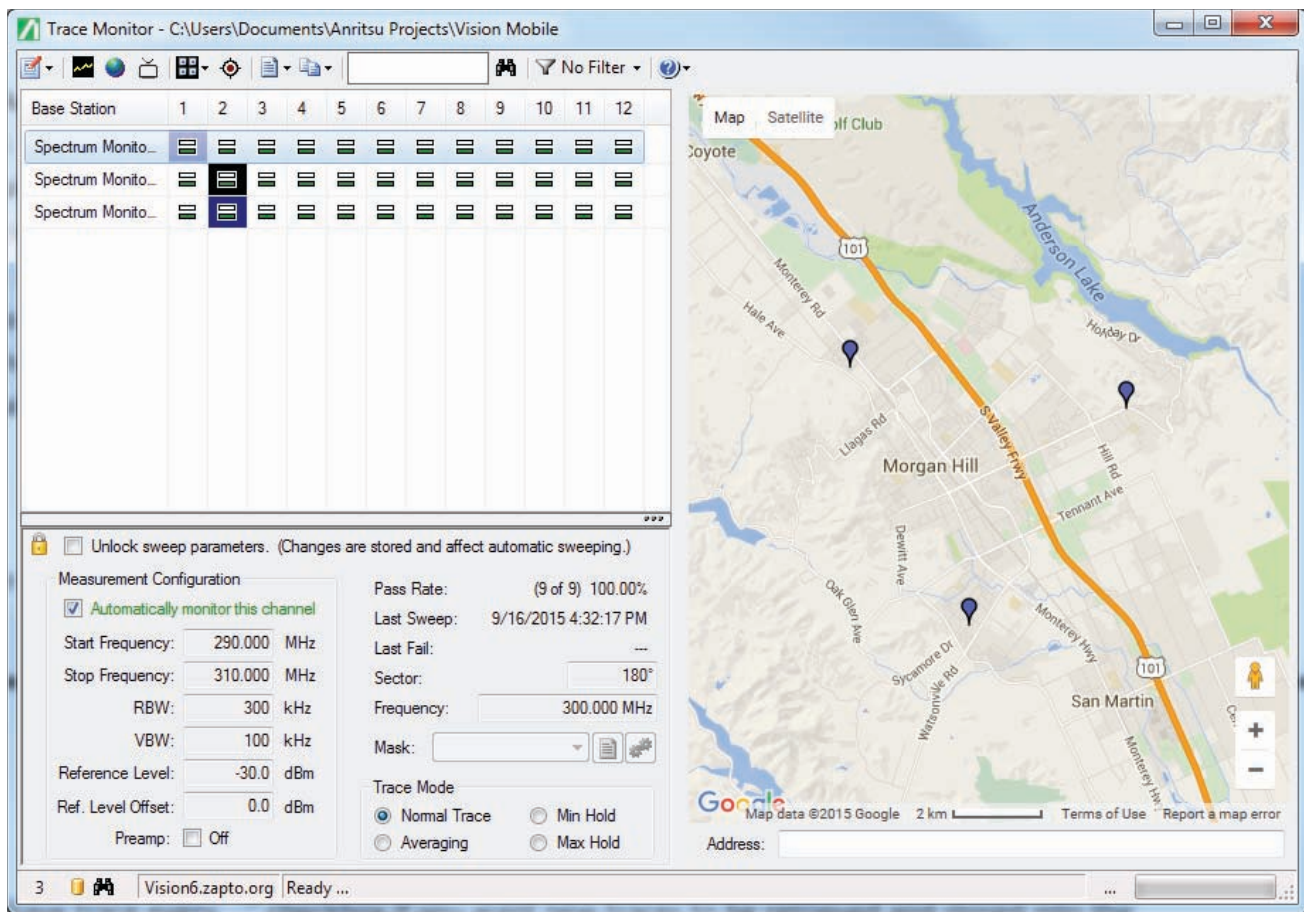 Trace Monitor - C:\Users\Documents\Anritsu Projects\Vision Mobile
No Filter
Base Station 1 2 3 4 5 6 7 8 9 10 11 12
Spectrum Monito...
Spectrum Monito...
Spectrum Monito...
Unlock sweep parameters. (Changes are stored and affect automatic sweeping.)
Measurement Configuration
Automatically monitor this channel
Start Frequency: 290.000 MHz
Stop Frequency: 310.000 MHz
RBW: 300 kHz
VBW: 100 kHz
Reference Level: -30.0 dBm
Ref. Level Offset: 0.0 dBm
Preamp: Off
Pass Rate: (9 of 9) 100.00%
Last Sweep: 9/16/2015 4:32:17 PM
Last Fail: ---
Sector: 180°
Frequency: 300.000 MHz
Mask:
Trace Mode
Normal Trace
Min Hold
Averaging
Max Hold
Map Satellite
Golf Club
Coyote
Anderson Lake
101
Monterey Rd
Hale Ave
Llagas Rd
S Valley Frwy
Morgan Hill
Hill Rd
Tennant Ave
Dewitt Ave
Oak Glen Ave
Monterey Hwy
Sycamore Dr
Watsonville Rd
101
San Martin
Monterey Hwy
+
−
Google
Map data ©2015 Google 2 km Terms of Use Report a map error
Address:
3 Vision6.zapto.org Ready ... ...